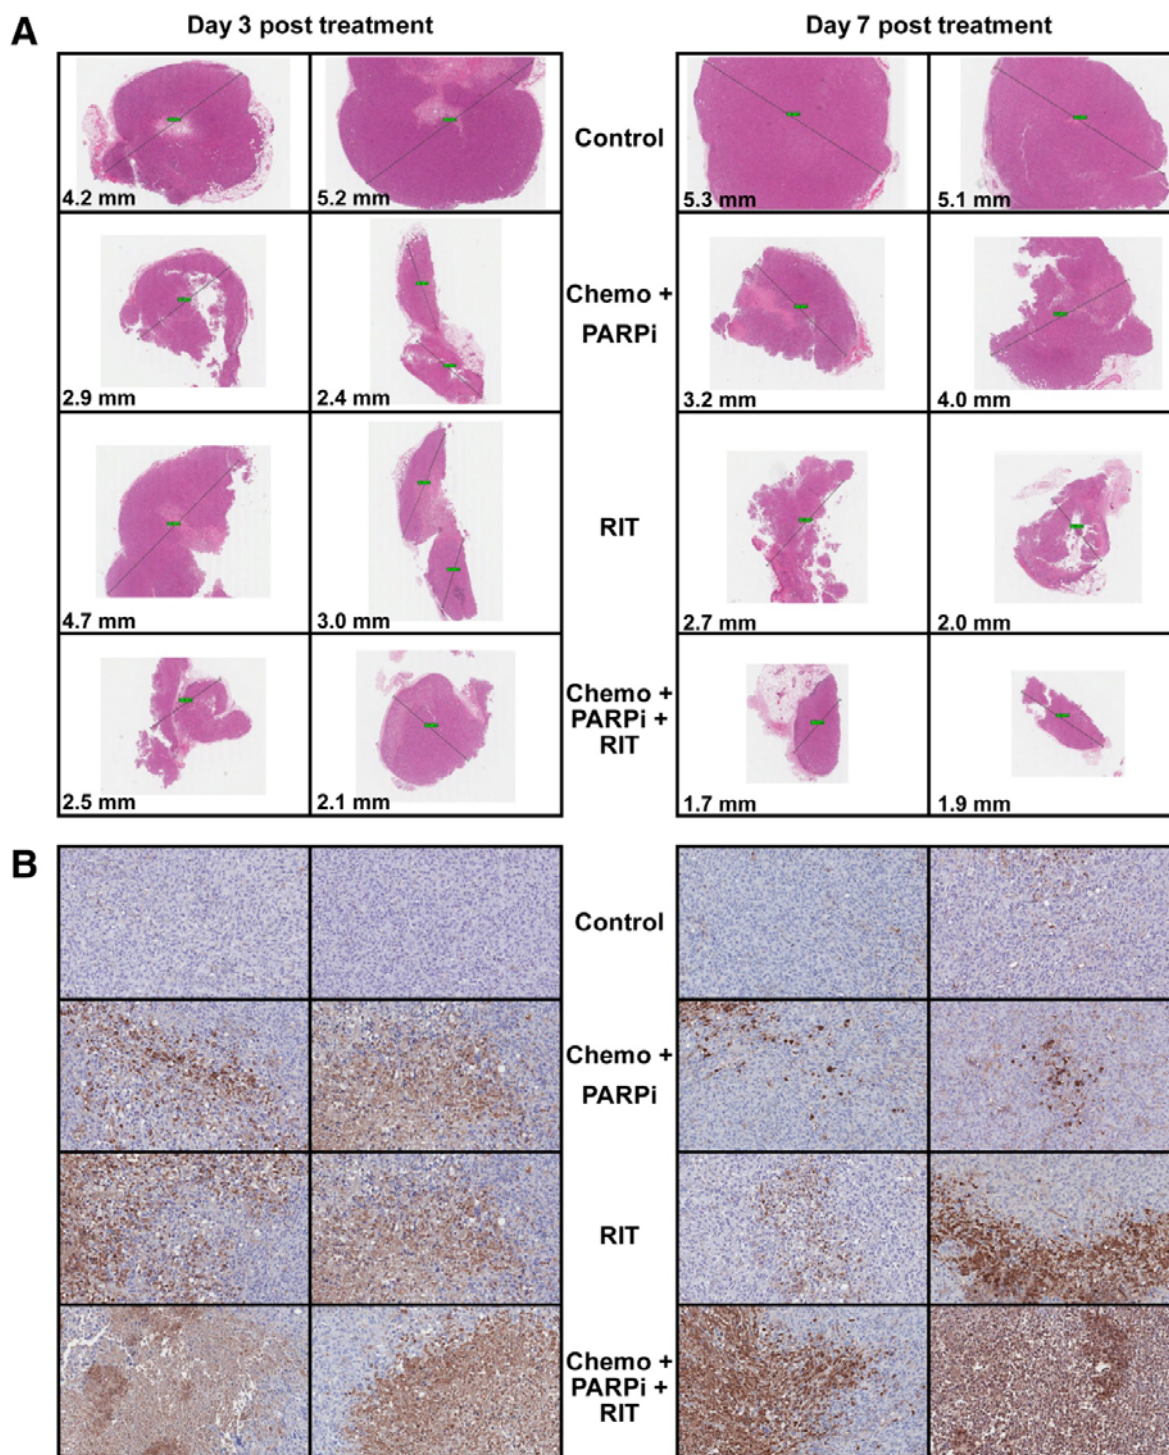 A
Day 3 post treatment
Day 7 post treatment
4.2 mm
5.2 mm
Control
5.3 mm
5.1 mm
2.9 mm
2.4 mm
Chemo +
PARPi
3.2 mm
4.0 mm
4.7 mm
3.0 mm
RIT
2.7 mm
2.0 mm
2.5 mm
2.1 mm
Chemo +
PARPi +
RIT
1.7 mm
1.9 mm
B
Control
Chemo +
PARPi
RIT
Chemo +
PARPi +
RIT